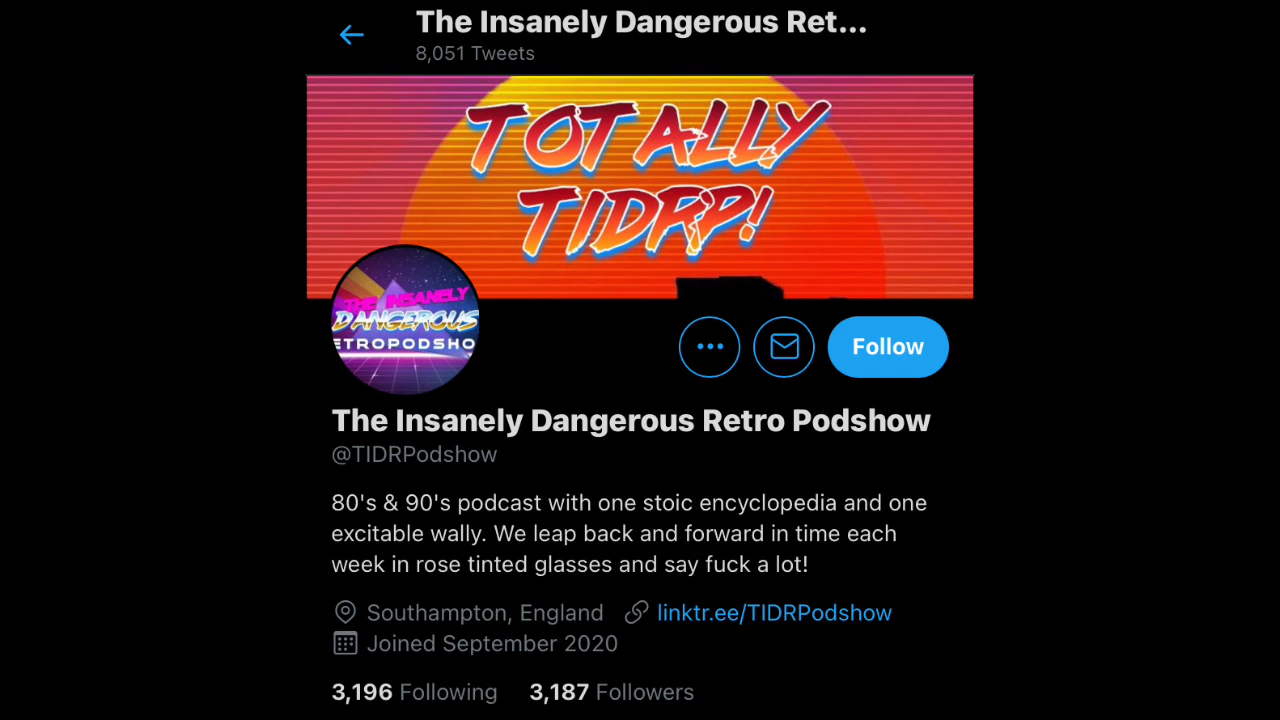 The Insanely Dangerous Ret...
8,051 Tweets
TOTALLY
TIDRP!
THE INSANELY
DANGEROUS
ETROPODSHO
Follow
The Insanely Dangerous Retro Podshow
@TIDRPodshow
80's & 90's podcast with one stoic encyclopedia and one
excitable wally. We leap back and forward in time each
week in rose tinted glasses and say fuck a lot!
Southampton, England linktr.ee/TIDRPodshow
Joined September 2020
3,196 Following 3,187 Followers